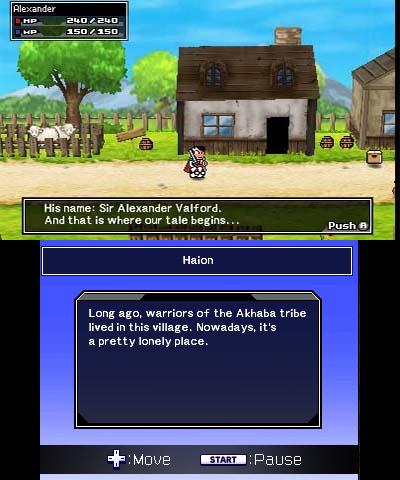 Alexander
HP 240/240
WP 150/150
His name: Sir Alexander Valford.
And that is where our tale begins...
Push A
Haion
Long ago, warriors of the Akhaba tribe
lived in this village. Nowadays, it's
a pretty lonely place.
:Move
START :Pause